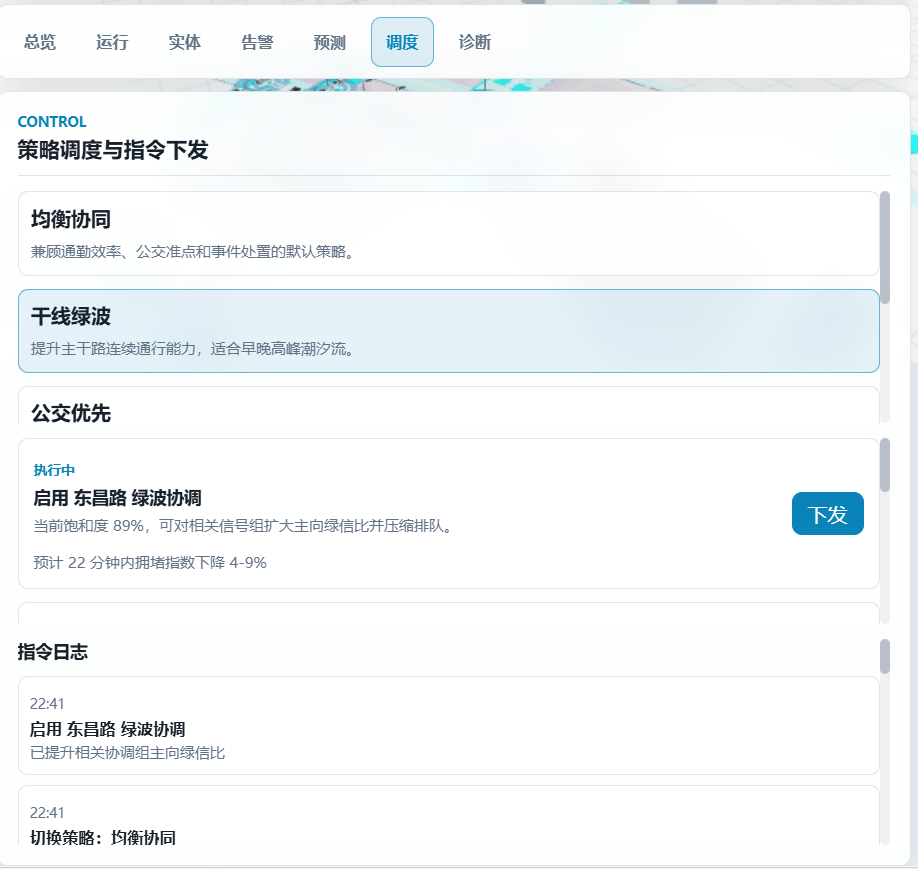 总览 运行 实体 告警 预测 调度 诊断
CONTROL
策略调度与指令下发
均衡协同
兼顾通勤效率、公交准点和事件处置的默认策略。
干线绿波
提升主干路连续通行能力，适合早晚高峰潮汐流。
公交优先
执行中
启用 东昌路 绿波协调
当前饱和度 89%，可对相关信号组扩大主向绿信比并压缩排队。
下发
预计 22 分钟内拥堵指数下降 4-9%
指令日志
22:41
启用 东昌路 绿波协调
已提升相关协调组主向绿信比
22:41
切换策略：均衡协同